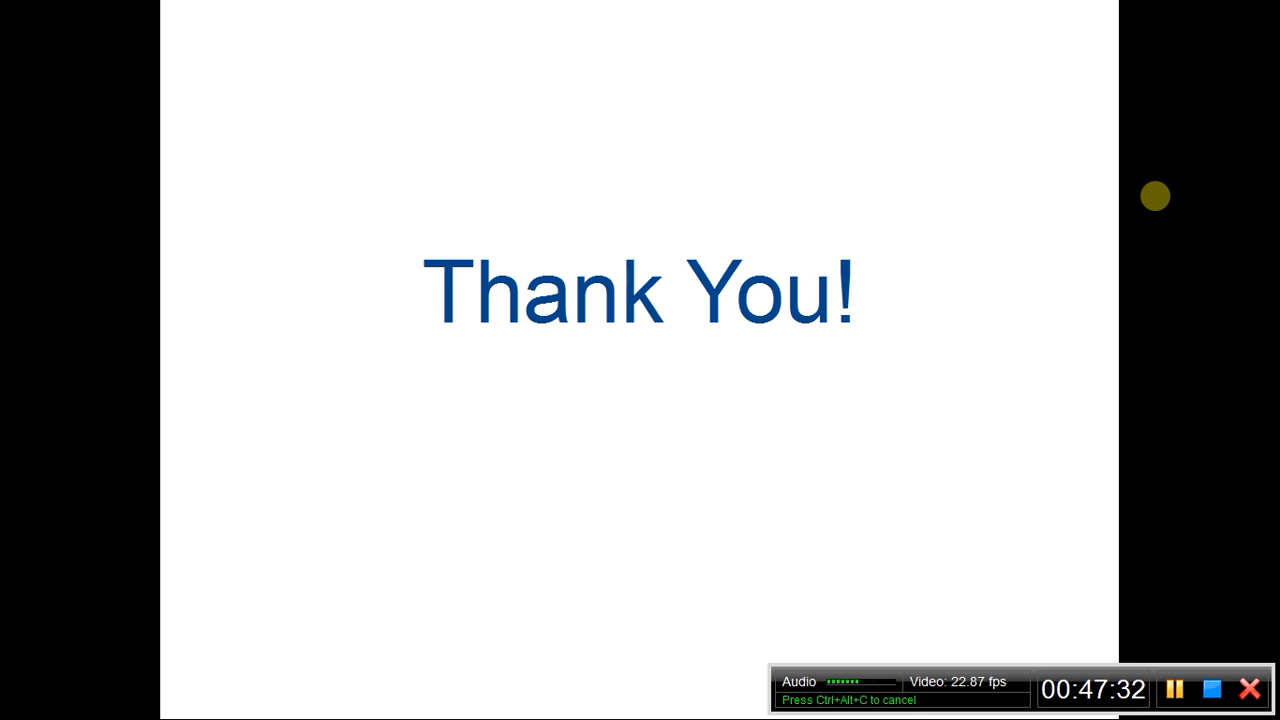 Thank You!
Audio Video: 22.87 fps 00:47:32
Press Ctrl+Alt+C to cancel